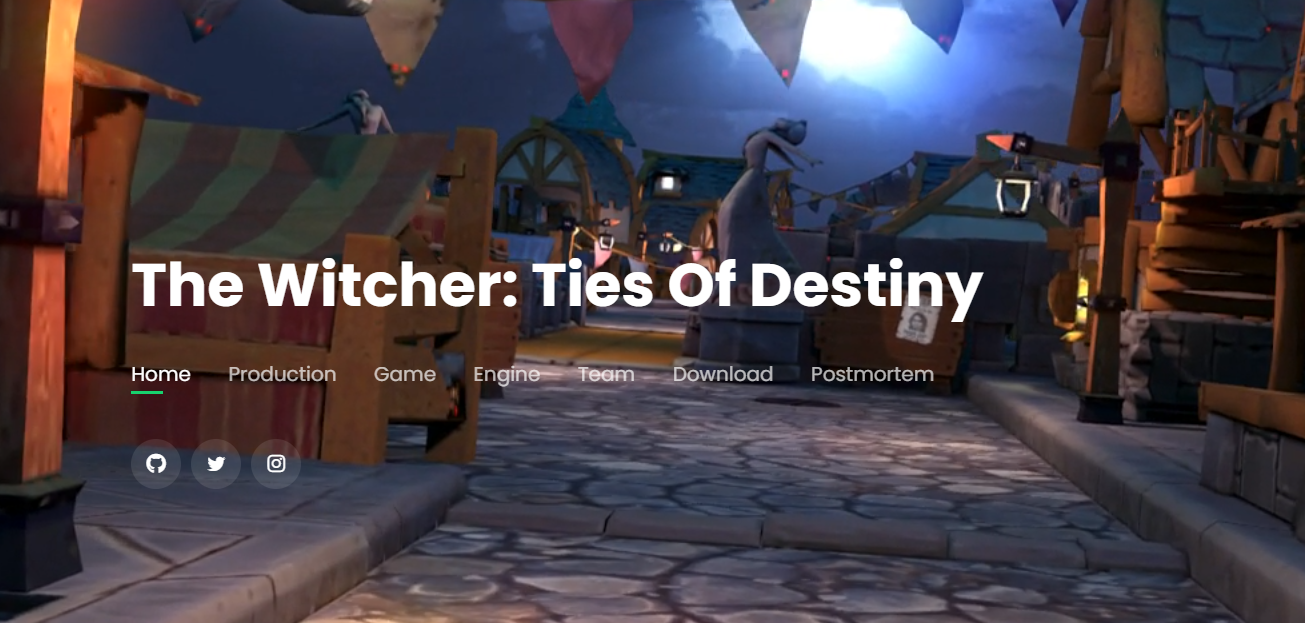 The Witcher: Ties Of Destiny
Home Production Game Engine Team Download Postmortem